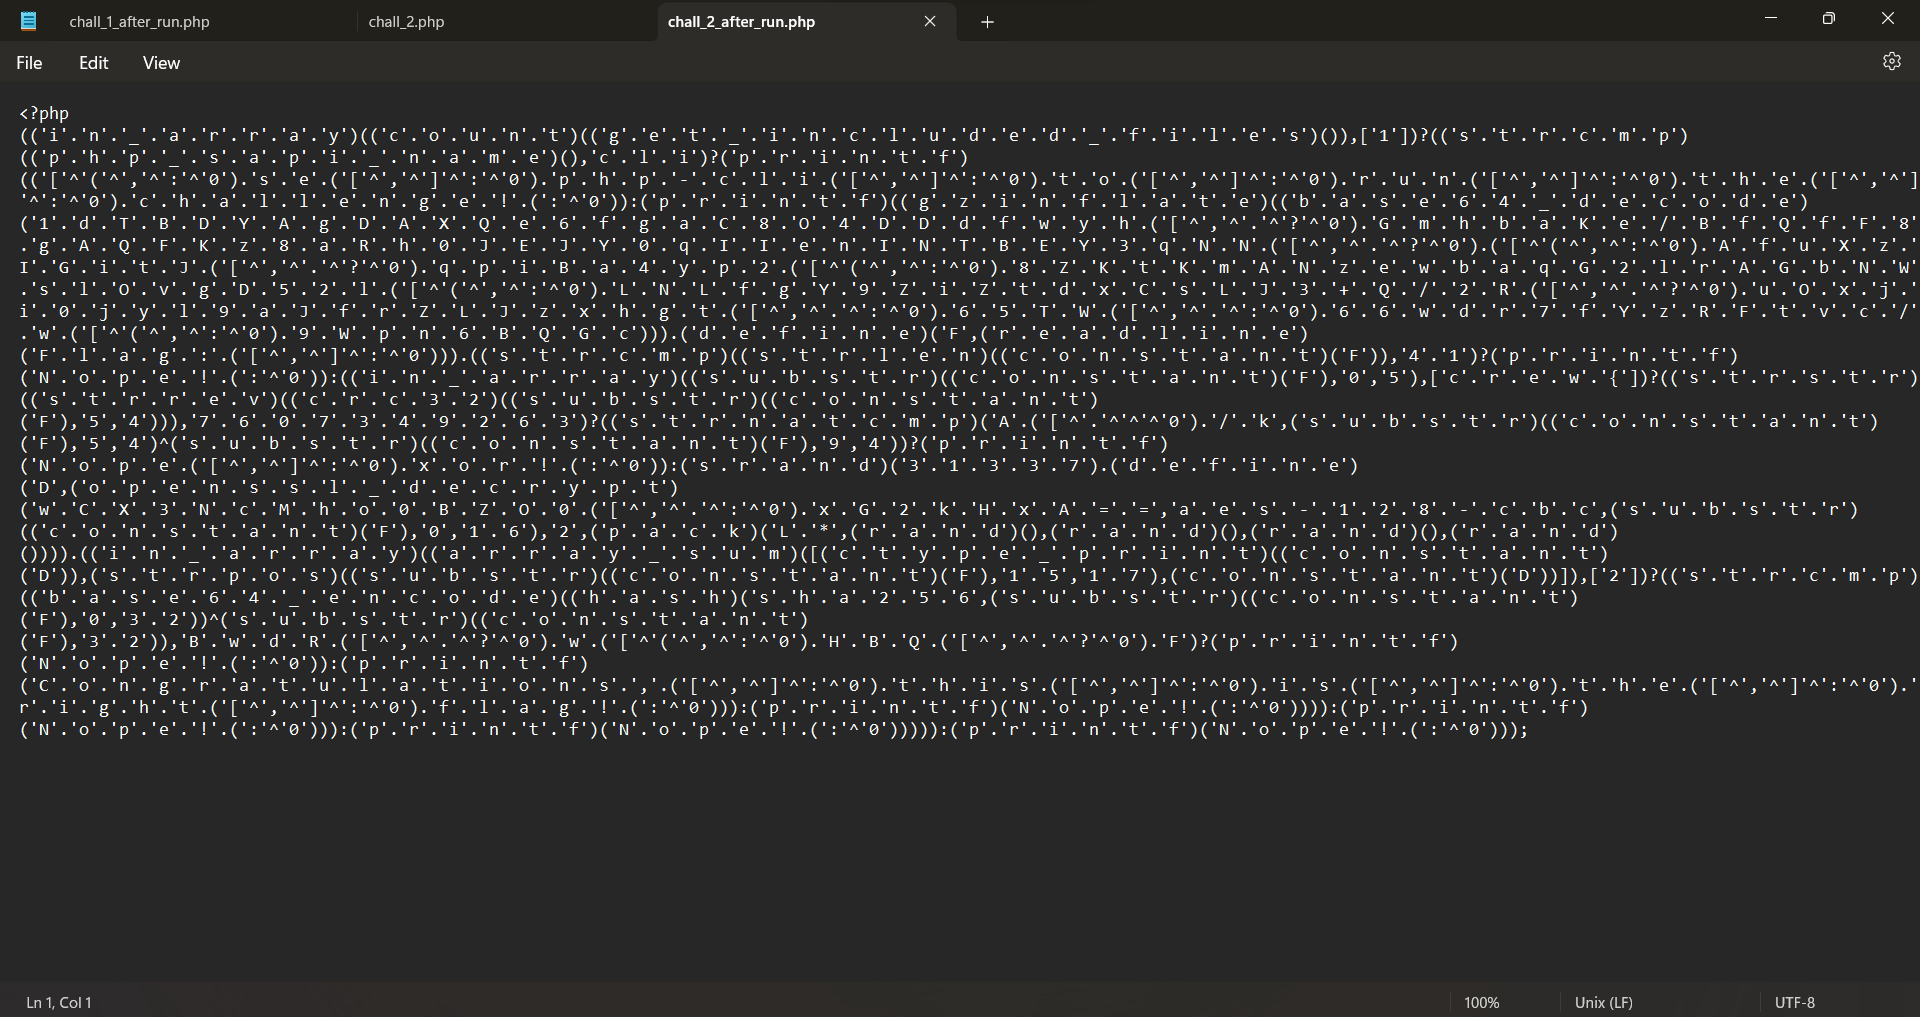 chall_1_after_run.php
chall_2.php
chall_2_after_run.php
File
Edit
View
<?php
(('i'.'n'.'_'.'a'.'r'.'r'.'a'.'y')(('c'.'o'.'u'.'n'.'t')(('g'.'e'.'t'.'_'.'i'.'n'.'c'.'l'.'u'.'d'.'e'.'d'.'_'.'f'.'i'.'l'.'e'.'s')()),['1'])?(('s'.'t'.'r'.'c'.'m'.'p')
(('p'.'h'.'p'.'_'.'s'.'a'.'p'.'i'.'_'.'n'.'a'.'m'.'e')(),'c'.'l'.'i')?('p'.'r'.'i'.'n'.'t'.'f')
(('['^'('^','^':'^'0').'s'.'e'.('['^','^']'^':'^'0').'p'.'h'.'p'.'-'.'c'.'l'.'i'.('['^','^']'^':'^'0').'t'.'o'.('['^','^']'^':'^'0').'r'.'u'.'n'.('['^','^']'^':'^'0').'t'.'h'.'e'.('['^','^']
'^':'^'0').'c'.'h'.'a'.'l'.'l'.'e'.'n'.'g'.'e'.'!'.(':'^'0')):('p'.'r'.'i'.'n'.'t'.'f')(('g'.'z'.'i'.'n'.'f'.'l'.'a'.'t'.'e')(('b'.'a'.'s'.'e'.'6'.'4'.'_'.'d'.'e'.'c'.'o'.'d'.'e')
('1'.'d'.'T'.'B'.'D'.'Y'.'A'.'g'.'D'.'A'.'X'.'Q'.'e'.'6'.'f'.'g'.'a'.'C'.'8'.'O'.'4'.'D'.'D'.'d'.'f'.'w'.'y'.'h'.('['^','^'.'^'?'^'0').'G'.'m'.'h'.'b'.'a'.'K'.'e'.'/'.'B'.'f'.'Q'.'f'.'F'.'8'
.'g'.'A'.'Q'.'F'.'K'.'z'.'8'.'a'.'R'.'h'.'0'.'J'.'E'.'J'.'Y'.'0'.'q'.'I'.'I'.'e'.'n'.'I'.'N'.'T'.'B'.'E'.'Y'.'3'.'q'.'N'.'N'.('['^','^'.'^'?'^'0').('['^('^','^':'^'0').'A'.'f'.'u'.'X'.'z'.'
I'.'G'.'i'.'t'.'J'.('['^','^'.'^'?'^'0').'q'.'p'.'i'.'B'.'a'.'4'.'y'.'p'.'2'.('['^('^','^':'^'0').'8'.'Z'.'K'.'t'.'K'.'m'.'A'.'N'.'z'.'e'.'w'.'b'.'a'.'q'.'G'.'2'.'l'.'r'.'A'.'G'.'b'.'N'.'W'
.'s'.'l'.'O'.'v'.'g'.'D'.'5'.'2'.'l'.('['^('^','^':'^'0').'L'.'N'.'L'.'f'.'g'.'Y'.'9'.'Z'.'i'.'Z'.'t'.'d'.'x'.'C'.'s'.'L'.'J'.'3'.'+'.'Q'.'/'.'2'.'R'.('['^','^'.'^'?'^'0').'u'.'O'.'x'.'j'.'
i'.'0'.'j'.'y'.'l'.'9'.'a'.'J'.'f'.'r'.'Z'.'L'.'J'.'z'.'x'.'h'.'g'.'t'.('['^','^'.'^':'^'0').'6'.'5'.'T'.'W'.('['^','^'.'^':'^'0').'6'.'6'.'w'.'d'.'r'.'7'.'f'.'Y'.'z'.'R'.'F'.'t'.'v'.'c'.'/'
.'w'.('['^('^','^':'^'0').'9'.'W'.'p'.'n'.'6'.'B'.'Q'.'G'.'c'))).('d'.'e'.'f'.'i'.'n'.'e')('F',('r'.'e'.'a'.'d'.'l'.'i'.'n'.'e')
('F'.'l'.'a'.'g'.':'.('['^','^']'^':'^'0'))).(('s'.'t'.'r'.'c'.'m'.'p')(('s'.'t'.'r'.'l'.'e'.'n')(('c'.'o'.'n'.'s'.'t'.'a'.'n'.'t')('F')),'4'.'1')?('p'.'r'.'i'.'n'.'t'.'f')
('N'.'o'.'p'.'e'.'!'.(':'^'0')):(('i'.'n'.'_'.'a'.'r'.'r'.'a'.'y')(('s'.'u'.'b'.'s'.'t'.'r')(('c'.'o'.'n'.'s'.'t'.'a'.'n'.'t')('F'),'0','5'),['c'.'r'.'e'.'w'.'{'])?(('s'.'t'.'r'.'s'.'t'.'r')
(('s'.'t'.'r'.'r'.'e'.'v')(('c'.'r'.'c'.'3'.'2')(('s'.'u'.'b'.'s'.'t'.'r')(('c'.'o'.'n'.'s'.'t'.'a'.'n'.'t')
('F'),'5','4'))),'7'.'6'.'0'.'7'.'3'.'4'.'9'.'2'.'6'.'3')?(('s'.'t'.'r'.'n'.'a'.'t'.'c'.'m'.'p')('A'.('['^'.'^'^'^'0').'/'.'k',('s'.'u'.'b'.'s'.'t'.'r')(('c'.'o'.'n'.'s'.'t'.'a'.'n'.'t')
('F'),'5','4')^('s'.'u'.'b'.'s'.'t'.'r')(('c'.'o'.'n'.'s'.'t'.'a'.'n'.'t')('F'),'9','4'))?('p'.'r'.'i'.'n'.'t'.'f')
('N'.'o'.'p'.'e'.('['^','^']'^':'^'0').'x'.'o'.'r'.'!'.(':'^'0')):('s'.'r'.'a'.'n'.'d')('3'.'1'.'3'.'3'.'7').('d'.'e'.'f'.'i'.'n'.'e')
('D',('o'.'p'.'e'.'n'.'s'.'s'.'l'.'_'.'d'.'e'.'c'.'r'.'y'.'p'.'t')
('w'.'C'.'X'.'3'.'N'.'c'.'M'.'h'.'o'.'0'.'B'.'Z'.'O'.'0'.('['^','^'.'^':'^'0').'x'.'G'.'2'.'k'.'H'.'x'.'A'.'='.'=','a'.'e'.'s'.'-'.'1'.'2'.'8'.'-'.'c'.'b'.'c',('s'.'u'.'b'.'s'.'t'.'r')
(('c'.'o'.'n'.'s'.'t'.'a'.'n'.'t')('F'),'0','1'.'6'),'2',('p'.'a'.'c'.'k')('L'.'*',('r'.'a'.'n'.'d')(),('r'.'a'.'n'.'d')(),('r'.'a'.'n'.'d')(),('r'.'a'.'n'.'d')
()))).(('i'.'n'.'_'.'a'.'r'.'r'.'a'.'y')(('a'.'r'.'r'.'a'.'y'.'_'.'s'.'u'.'m')([('c'.'t'.'y'.'p'.'e'.'_'.'p'.'r'.'i'.'n'.'t')(('c'.'o'.'n'.'s'.'t'.'a'.'n'.'t')
('D')),('s'.'t'.'r'.'p'.'o'.'s')(('s'.'u'.'b'.'s'.'t'.'r')(('c'.'o'.'n'.'s'.'t'.'a'.'n'.'t')('F'),'1'.'5','1'.'7'),('c'.'o'.'n'.'s'.'t'.'a'.'n'.'t')('D'))]),['2'])?(('s'.'t'.'r'.'c'.'m'.'p')
(('b'.'a'.'s'.'e'.'6'.'4'.'_'.'e'.'n'.'c'.'o'.'d'.'e')(('h'.'a'.'s'.'h')('s'.'h'.'a'.'2'.'5'.'6',('s'.'u'.'b'.'s'.'t'.'r')(('c'.'o'.'n'.'s'.'t'.'a'.'n'.'t')
('F'),'0','3'.'2'))^('s'.'u'.'b'.'s'.'t'.'r')(('c'.'o'.'n'.'s'.'t'.'a'.'n'.'t')
('F'),'3'.'2')),'B'.'w'.'d'.'R'.('['^','^'.'^'?'^'0').'w'.('['^('^','^':'^'0').'H'.'B'.'Q'.('['^','^'.'^'?'^'0').'F')?('p'.'r'.'i'.'n'.'t'.'f')
('N'.'o'.'p'.'e'.'!'.(':'^'0')):('p'.'r'.'i'.'n'.'t'.'f')
('C'.'o'.'n'.'g'.'r'.'a'.'t'.'u'.'l'.'a'.'t'.'i'.'o'.'n'.'s'.','.('['^','^']'^':'^'0').'t'.'h'.'i'.'s'.('['^','^']'^':'^'0').'i'.'s'.('['^','^']'^':'^'0').'t'.'h'.'e'.('['^','^']'^':'^'0').'
r'.'i'.'g'.'h'.'t'.('['^','^']'^':'^'0').'f'.'l'.'a'.'g'.'!'.(':'^'0'))):('p'.'r'.'i'.'n'.'t'.'f')('N'.'o'.'p'.'e'.'!'.(':'^'0')))):('p'.'r'.'i'.'n'.'t'.'f')
('N'.'o'.'p'.'e'.'!'.(':'^'0'))):('p'.'r'.'i'.'n'.'t'.'f')('N'.'o'.'p'.'e'.'!'.(':'^'0'))))):('p'.'r'.'i'.'n'.'t'.'f')('N'.'o'.'p'.'e'.'!'.(':'^'0')));
Ln 1, Col 1
100%
Unix (LF)
UTF-8